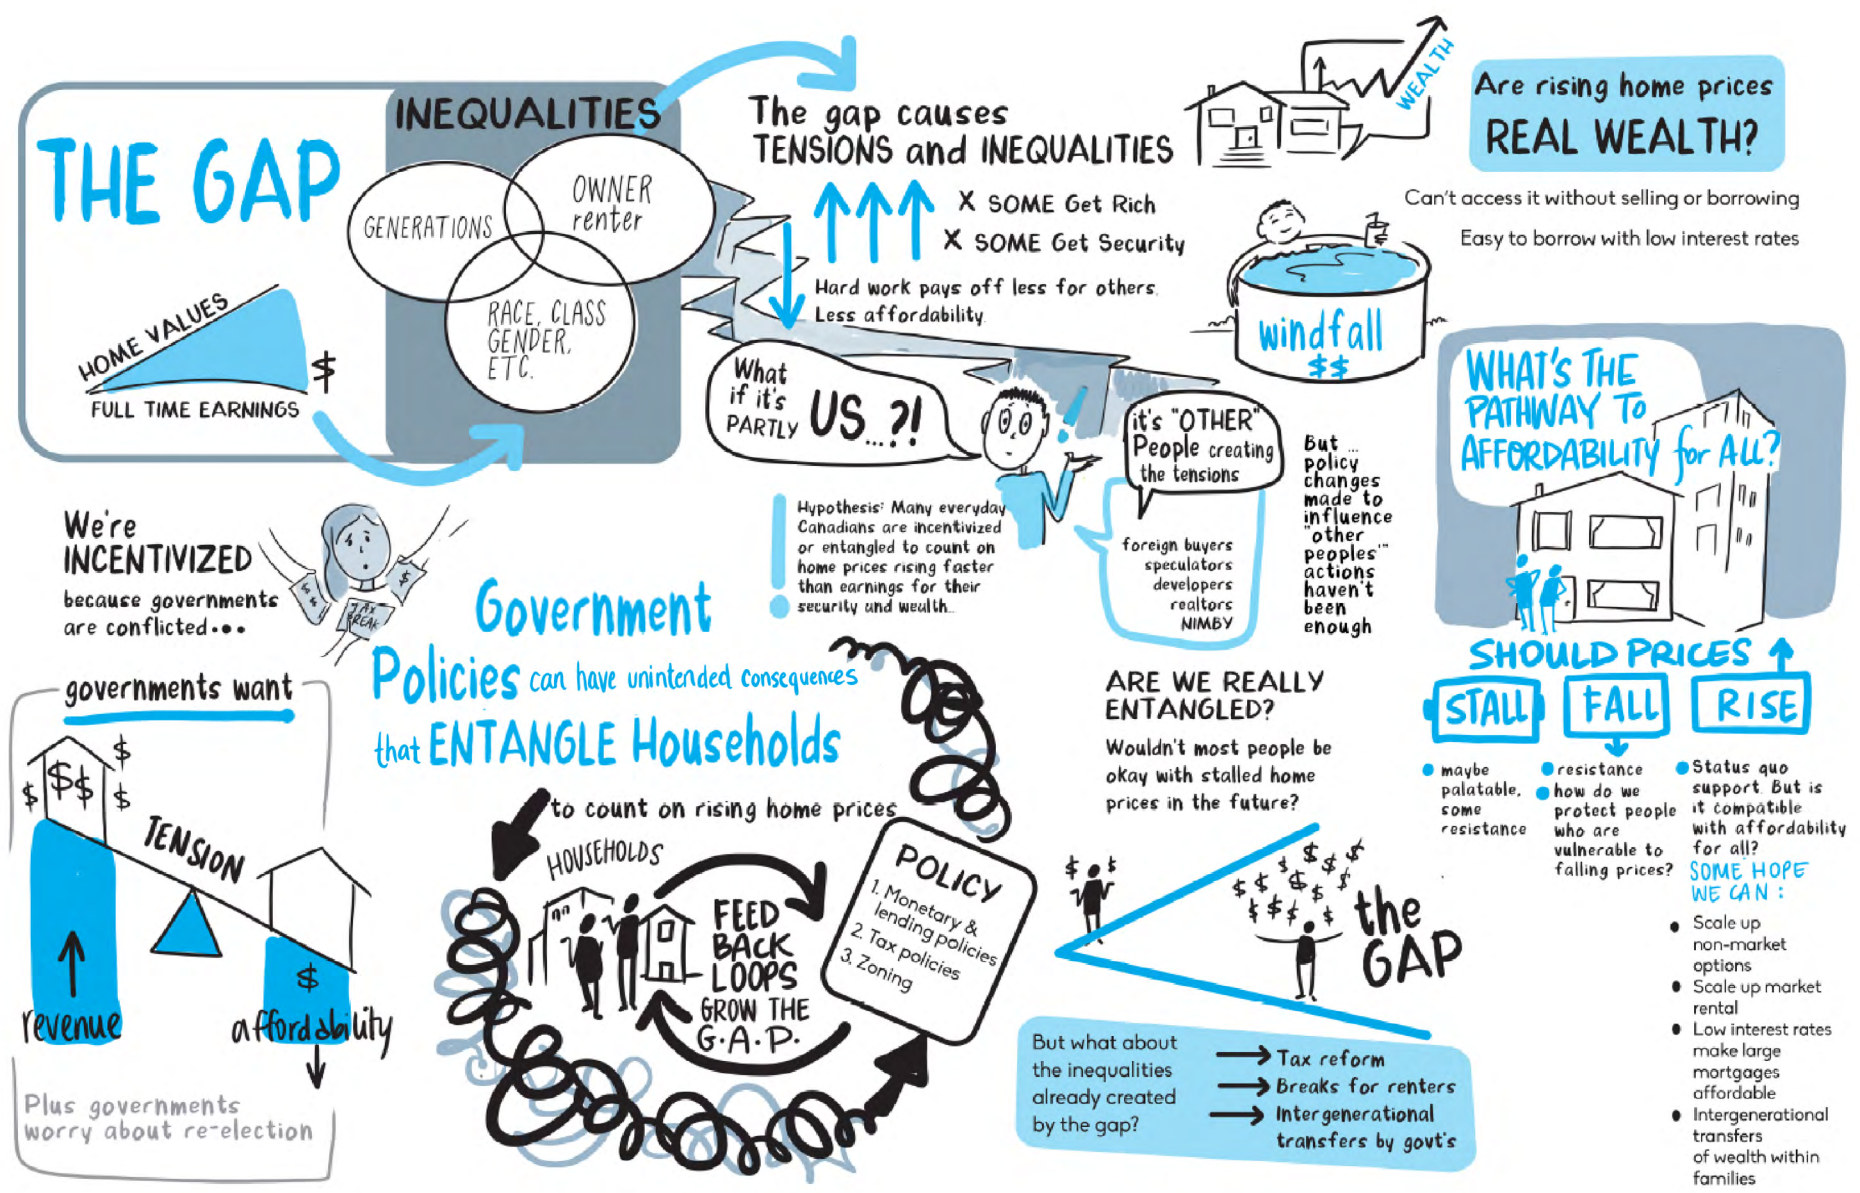 THE GAP
HOME VALUES
$
FULL TIME EARNINGS
INEQUALITIES
GENERATIONS
OWNER
renter
RACE, CLASS
GENDER,
ETC.
The gap causes
TENSIONS and INEQUALITIES
X SOME Get Rich
X SOME Get Security
Hard work pays off less for others.
Less affordability.
WEALTH
Are rising home prices
REAL WEALTH?
Can't access it without selling or borrowing
Easy to borrow with low interest rates
windfall
$$
What
if it's
PARTLY
US...?!
!
it's "OTHER"
People creating
the tensions
foreign buyers
speculators
developers
realtors
NIMBY
But ...
policy
changes
made to
influence
"other
peoples'"
actions
haven't
been
enough
Hypothesis: Many everyday
Canadians are incentivized
or entangled to count on
home prices rising faster
than earnings for their
security and wealth...
WHAT'S THE
PATHWAY TO
AFFORDABILITY for ALL?
SHOULD PRICES
STALL
FALL
RISE
maybe
palatable,
some
resistance
resistance
how do we
protect people
who are
vulnerable to
falling prices?
Status quo
support. But is
it compatible
with affordability
for all?
SOME HOPE
WE CAN:
• Scale up
non-market
options
• Scale up market
rental
• Low interest rates
make large
mortgages
affordable
• Intergenerational
transfers
of wealth within
families
We're
INCENTIVIZED
because governments
are conflicted...
$ $
TAX
BREAK
$
governments want
$
$$
$
$
TENSION
$
revenue
affordability
Plus governments
worry about re-election
Government
Policies can have unintended consequences
that ENTANGLE Households
to count on rising home prices
HOUSEHOLDS
FEED
BACK
LOOPS
GROW THE
G.A.P.
POLICY
1. Monetary &
lending policies
2. Tax policies
3. Zoning
ARE WE REALLY
ENTANGLED?
Wouldn't most people be
okay with stalled home
prices in the future?
$ $
$ $ $ $ $ $ $ $ $ $ $ $ $
the
GAP
But what about
the inequalities
already created
by the gap?
Tax reform
Breaks for renters
Intergenerational
transfers by govt's